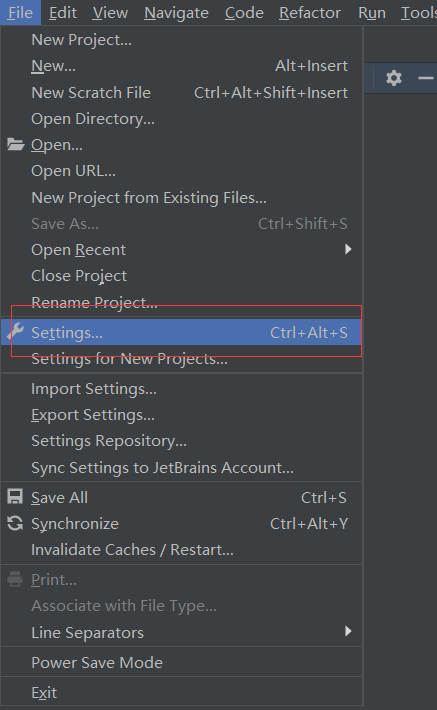 File Edit View Navigate Code Refactor Run Tools
New Project...
New... Alt+Insert
New Scratch File Ctrl+Alt+Shift+Insert
Open Directory...
Open...
Open URL...
New Project from Existing Files...
Save As... Ctrl+Shift+S
Open Recent
Close Project
Rename Project...
Settings... Ctrl+Alt+S
Settings for New Projects...
Import Settings...
Export Settings...
Settings Repository...
Sync Settings to JetBrains Account...
Save All Ctrl+S
Synchronize Ctrl+Alt+Y
Invalidate Caches / Restart...
Print...
Associate with File Type...
Line Separators
Power Save Mode
Exit